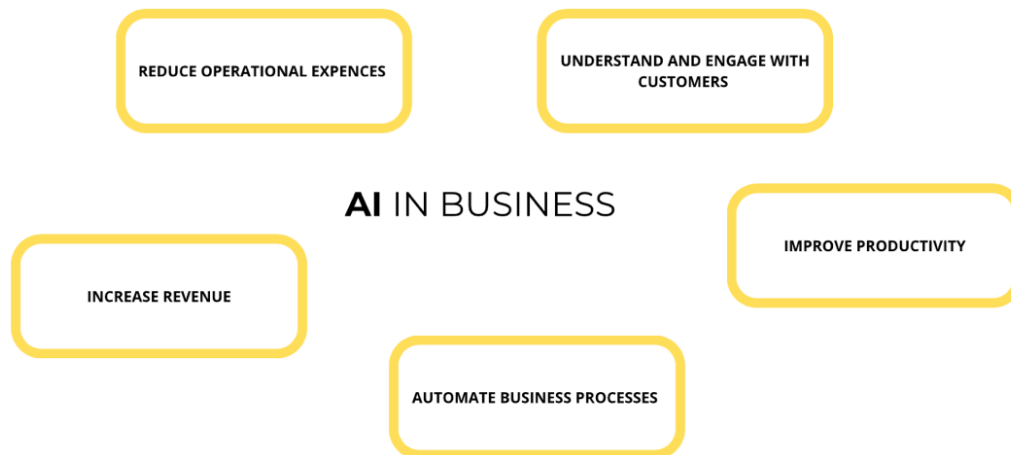 REDUCE OPERATIONAL EXPENCES
UNDERSTAND AND ENGAGE WITH
CUSTOMERS
AI IN BUSINESS
IMPROVE PRODUCTIVITY
INCREASE REVENUE
AUTOMATE BUSINESS PROCESSES